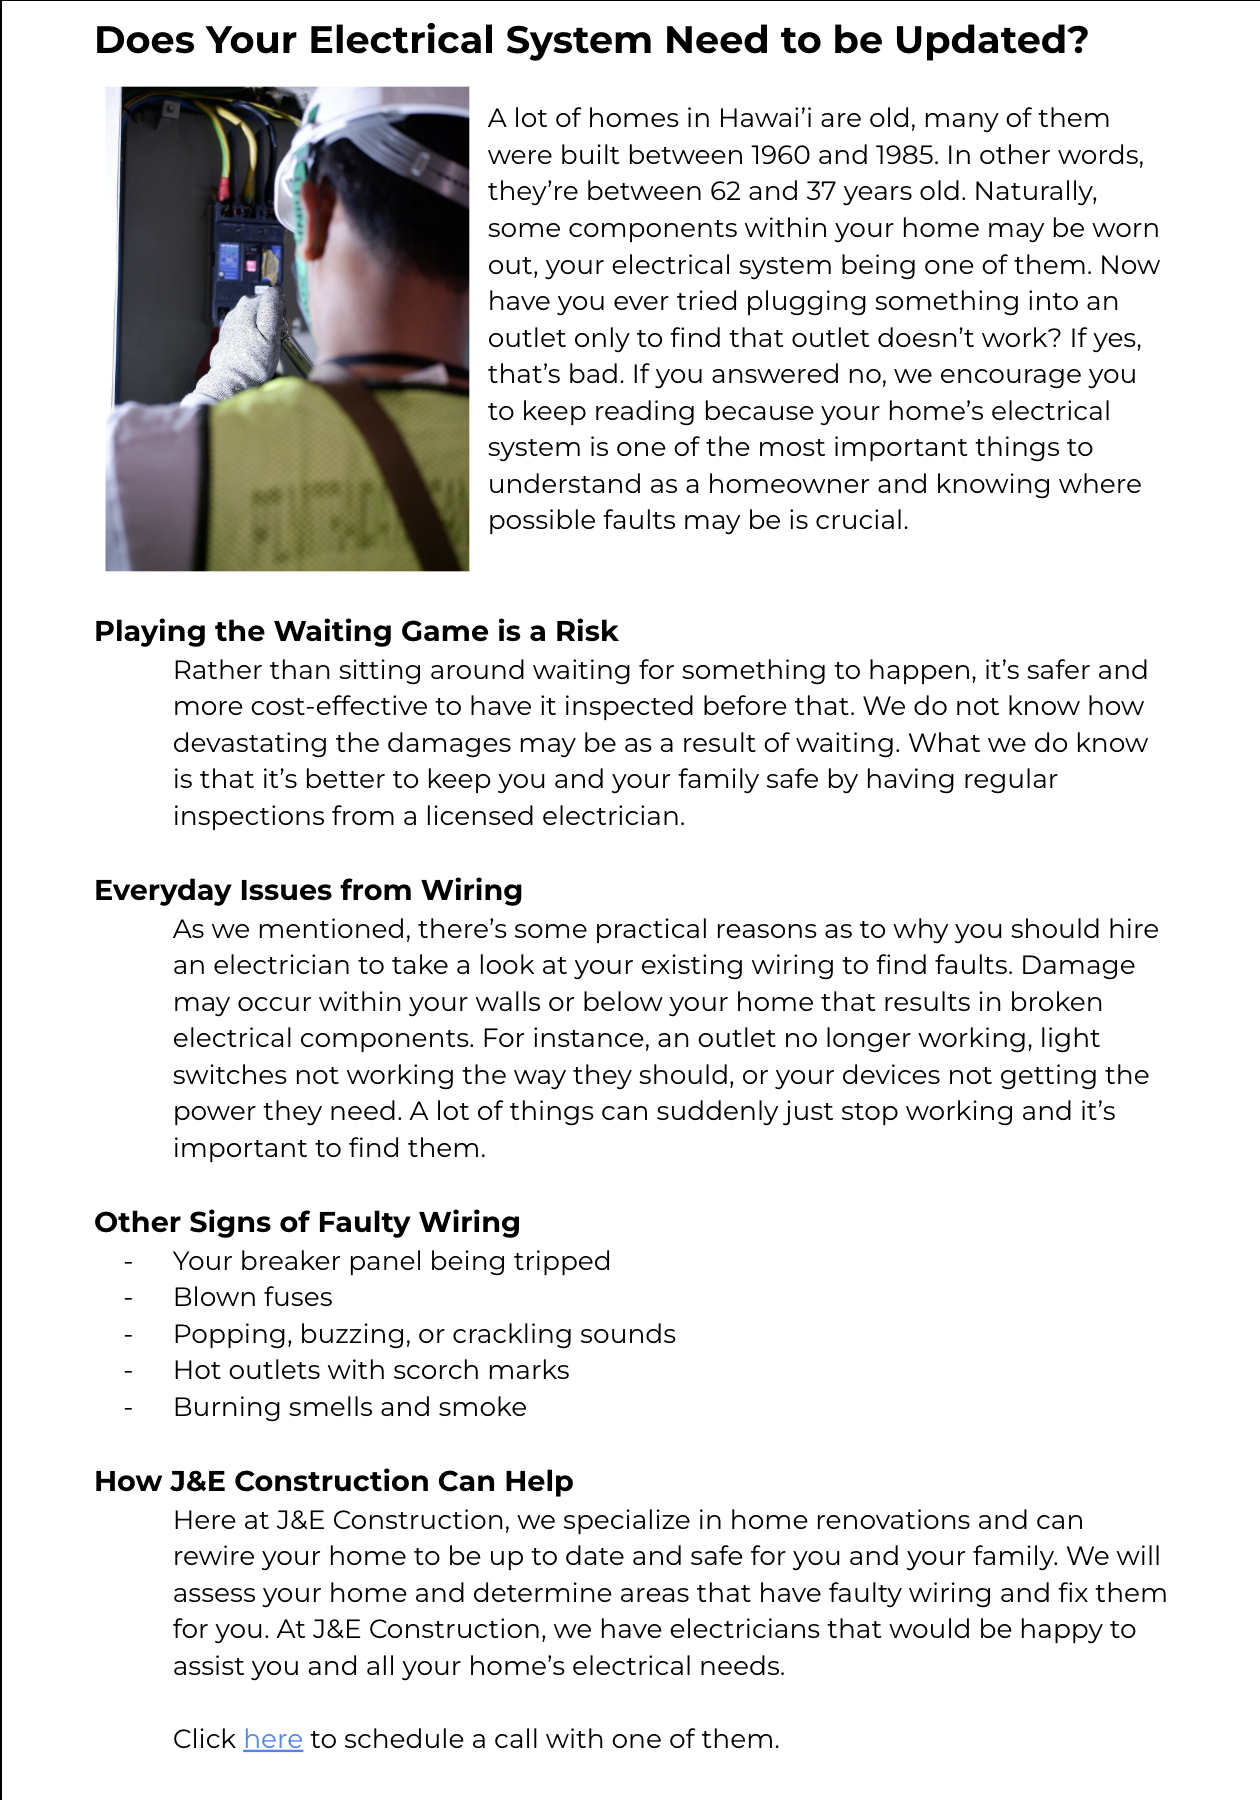 Does Your Electrical System Need to be Updated?
A lot of homes in Hawai’i are old, many of them
were built between 1960 and 1985. In other words,
they’re between 62 and 37 years old. Naturally,
some components within your home may be worn
out, your electrical system being one of them. Now
have you ever tried plugging something into an
outlet only to find that outlet doesn’t work? If yes,
that’s bad. If you answered no, we encourage you
to keep reading because your home’s electrical
system is one of the most important things to
understand as a homeowner and knowing where
possible faults may be is crucial.
Playing the Waiting Game is a Risk
Rather than sitting around waiting for something to happen, it’s safer and
more cost-effective to have it inspected before that. We do not know how
devastating the damages may be as a result of waiting. What we do know
is that it’s better to keep you and your family safe by having regular
inspections from a licensed electrician.
Everyday Issues from Wiring
As we mentioned, there’s some practical reasons as to why you should hire
an electrician to take a look at your existing wiring to find faults. Damage
may occur within your walls or below your home that results in broken
electrical components. For instance, an outlet no longer working, light
switches not working the way they should, or your devices not getting the
power they need. A lot of things can suddenly just stop working and it’s
important to find them.
Other Signs of Faulty Wiring
- Your breaker panel being tripped
- Blown fuses
- Popping, buzzing, or crackling sounds
- Hot outlets with scorch marks
- Burning smells and smoke
How J&E Construction Can Help
Here at J&E Construction, we specialize in home renovations and can
rewire your home to be up to date and safe for you and your family. We will
assess your home and determine areas that have faulty wiring and fix them
for you. At J&E Construction, we have electricians that would be happy to
assist you and all your home’s electrical needs.
Click here to schedule a call with one of them.